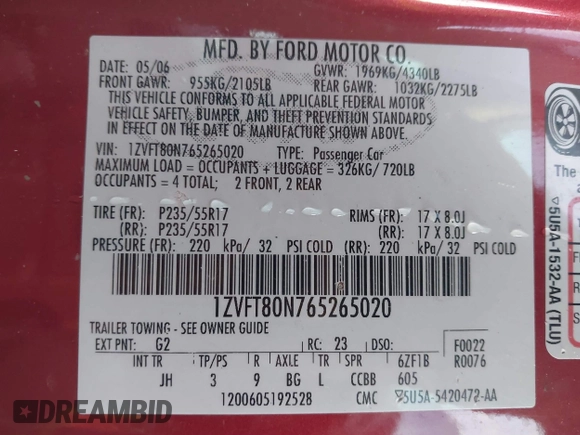 MFD. BY FORD MOTOR CO.
DATE: 05/06 GVWR: 1969KG/4340LB
FRONT GAWR: 955KG/2105LB REAR GAWR: 1032KG/2275LB
THIS VEHICLE CONFORMS TO ALL APPLICABLE FEDERAL MOTOR
VEHICLE SAFETY, BUMPER, AND THEFT PREVENTION STANDARDS
IN EFFECT ON THE DATE OF MANUFACTURE SHOWN ABOVE.
VIN: 1ZVFT80N765265020 TYPE: Passenger Car
MAXIMUM LOAD = OCCUPANTS + LUGGAGE = 326KG/ 720LB
OCCUPANTS = 4 TOTAL; 2 FRONT, 2 REAR
TIRE (FR): P235/55R17 RIMS (FR): 17 X 8.0J
(RR): P235/55R17 (RR): 17 X 8.0J
PRESSURE (FR): 220 kPa/ 32 PSI COLD (RR): 220 kPa/ 32 PSI COLD
1ZVFT80N765265020
TRAILER TOWING - SEE OWNER GUIDE
EXT PNT: G2 RC: 23 DSO: F0022
INT TR TP/PS R AXLE TR SPR 6ZF1B R0076
JH 3 9 BG L CCBB 605
1200605192528 CMC 5U5A-5420472-AA
The
5U5A-1532-AA (TLU)
DREAMBID.COM